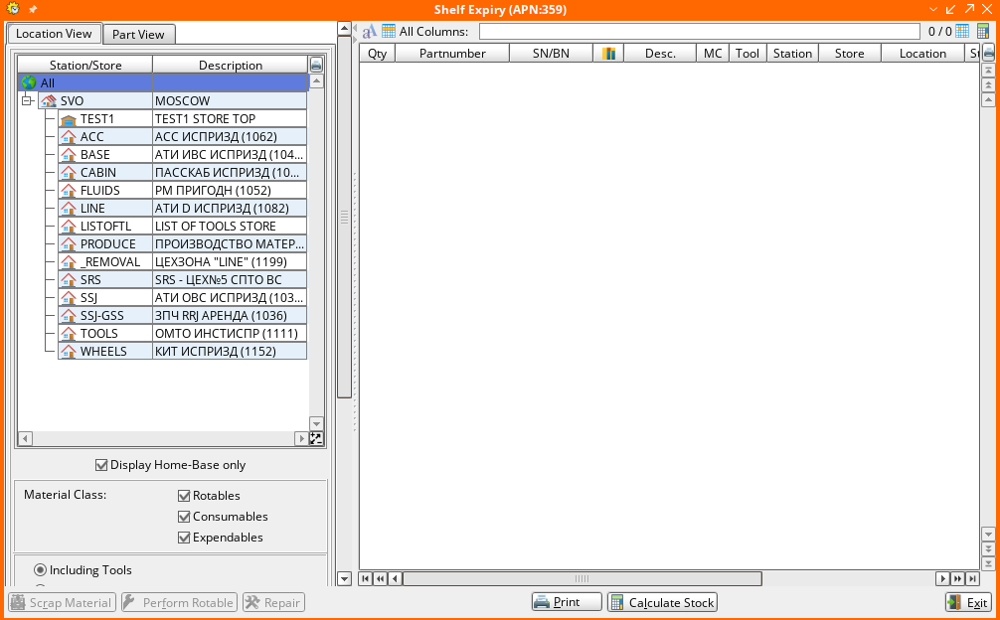 Shelf Expiry (APN:359)
Location View
Part View
All Columns:
0 / 0
Station/Store
Description
Qty
Partnumber
SN/BN
Desc.
MC
Tool
Station
Store
Location
All
SVO
MOSCOW
TEST1
TEST1 STORE TOP
ACC
АСС ИСПРИЗД (1062)
BASE
АТИ ИВС ИСПРИЗД (104...
CABIN
ПАССКАБ ИСПРИЗД (10...
FLUIDS
РМ ПРИГОДН (1052)
LINE
АТИ D ИСПРИЗД (1082)
LISTOFTL
LIST OF TOOLS STORE
PRODUCE
ПРОИЗВОДСТВО МАТЕР...
_REMOVAL
ЦЕХЗОНА "LINE" (1199)
SRS
SRS - ЦЕХ№5 СПТО ВС
SSJ
АТИ ОВС ИСПРИЗД (103...
SSJ-GSS
ЗПЧ RRJ АРЕНДА (1036)
TOOLS
ОМТО ИНСТИСПР (1111)
WHEELS
КИТ ИСПРИЗД (1152)
Display Home-Base only
Material Class:
Rotables
Consumables
Expendables
Including Tools
Scrap Material
Perform Rotable
Repair
Print
Calculate Stock
Exit